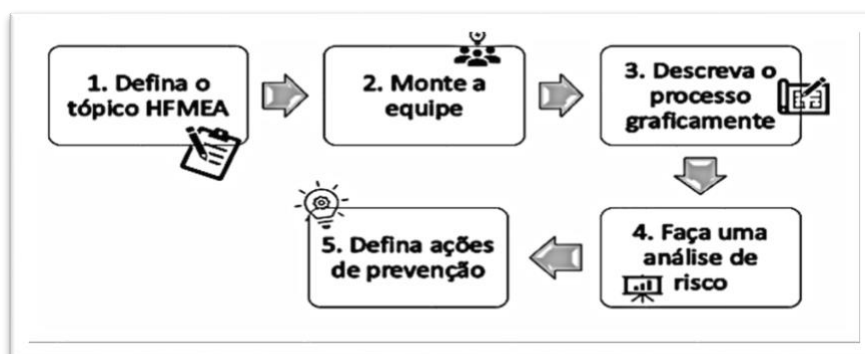 1. Defina o
tópico HFMEA
2. Monte a
equipe
3. Descreva o
processo
graficamente
4. Faça uma
análise de
risco
5. Defina ações
de prevenção